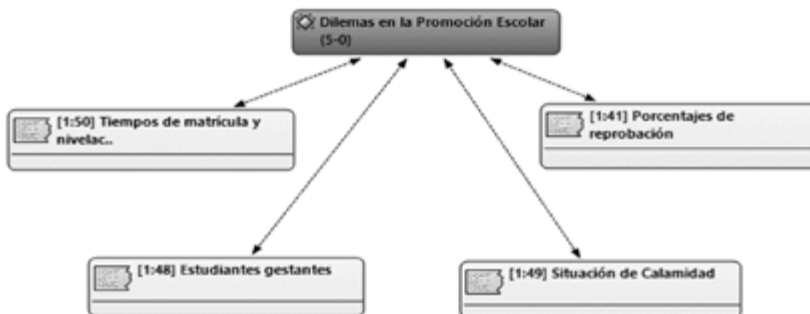 Dilemas en la Promoción Escolar
(5-0)
[1:50] Tiempos de matrícula y
nivelac..
[1:41] Porcentajes de
reprobación
[1:48] Estudiantes gestantes
[1:49] Situación de Calamidad